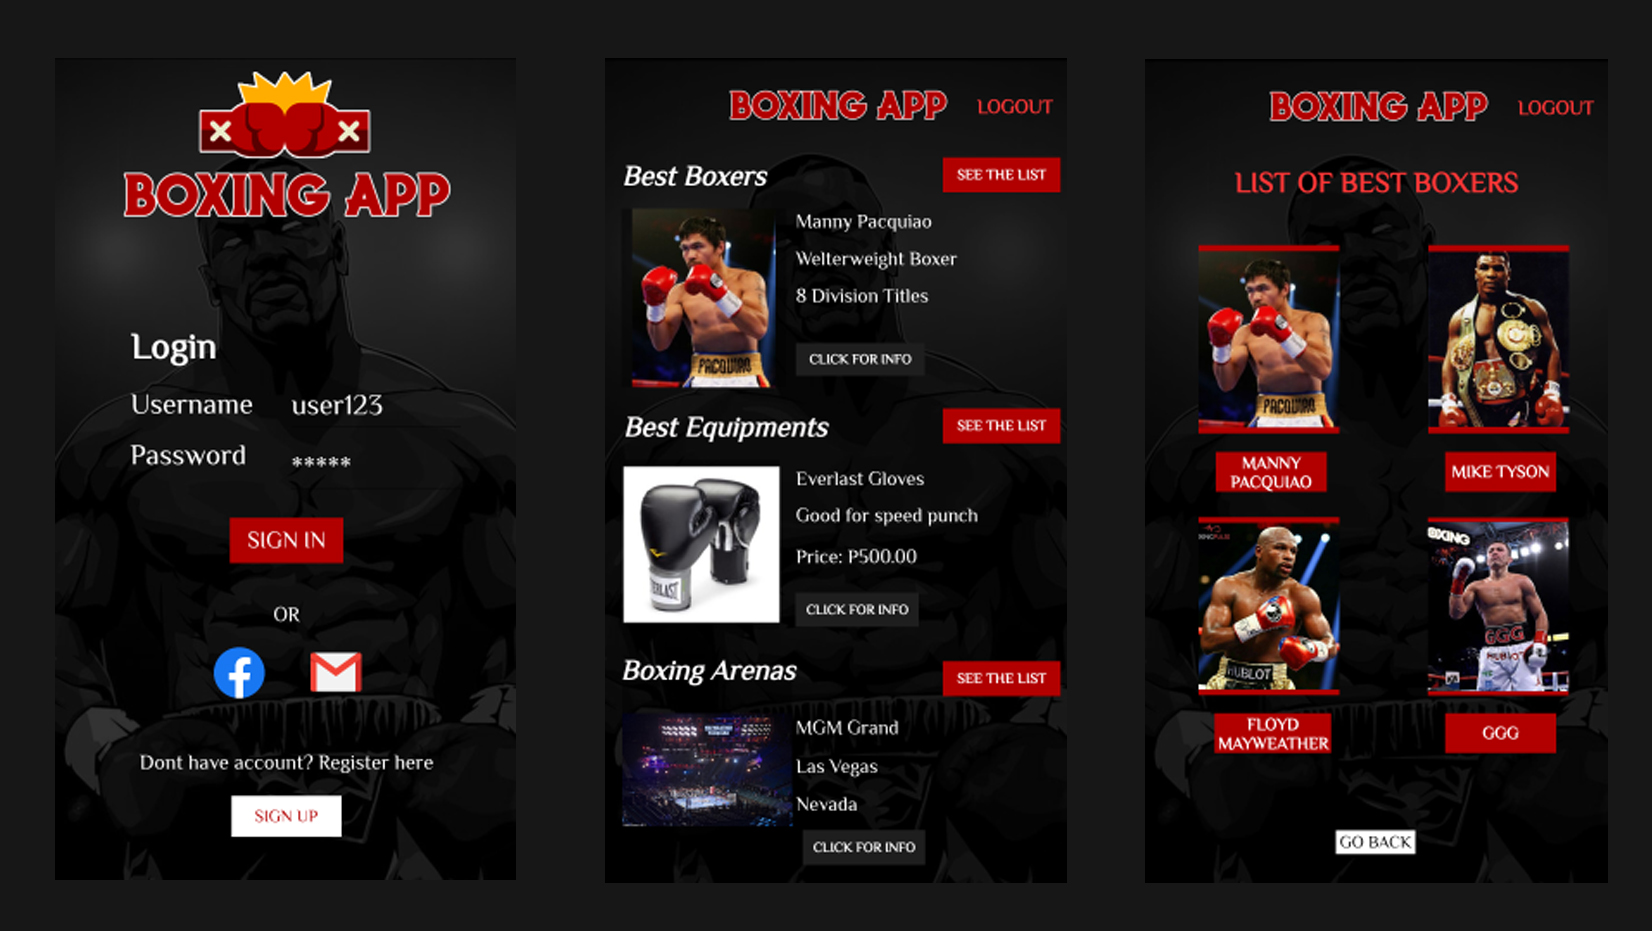 BOXING APP
Login
Username user123
Password *****
SIGN IN
OR
Dont have account? Register here
SIGN UP
BOXING APP
LOGOUT
Best Boxers
SEE THE LIST
PACQUIAO
Manny Pacquiao
Welterweight Boxer
8 Division Titles
CLICK FOR INFO
Best Equipments
SEE THE LIST
EVERLAST
Everlast Gloves
Good for speed punch
Price: P500.00
CLICK FOR INFO
Boxing Arenas
SEE THE LIST
MGM Grand
Las Vegas
Nevada
CLICK FOR INFO
BOXING APP
LOGOUT
LIST OF BEST BOXERS
PACQUIAO
MANNY
PACQUIAO
MIKE TYSON
HUBLOT
BOXING
GGG
HUBLOT
FLOYD
MAYWEATHER
GGG
GO BACK